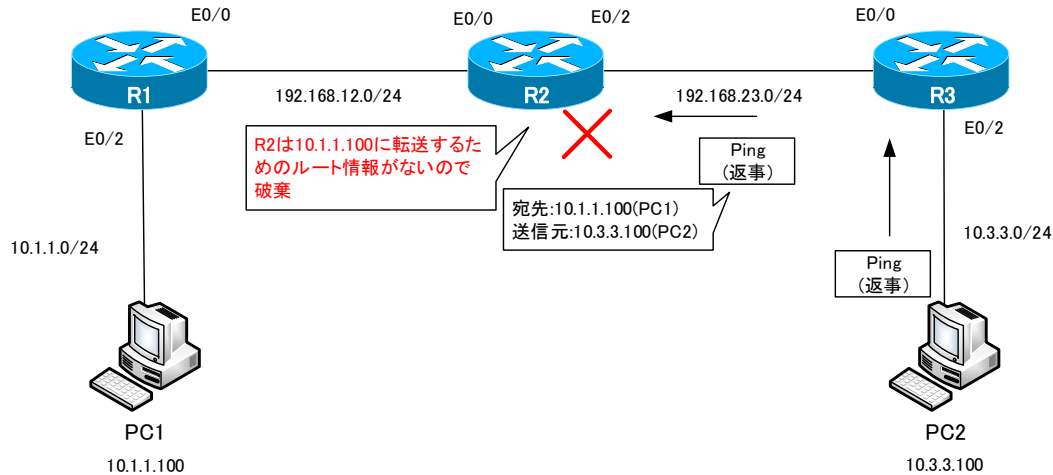 E0/0
E0/0
E0/2
E0/0
R1
R2
R3
192.168.12.0/24
192.168.23.0/24
E0/2
E0/2
R2は10.1.1.100に転送するた
めのルート情報がないので
破棄
Ping
(返事)
宛先:10.1.1.100(PC1)
送信元:10.3.3.100(PC2)
10.1.1.0/24
10.3.3.0/24
Ping
(返事)
PC1
PC2
10.1.1.100
10.3.3.100